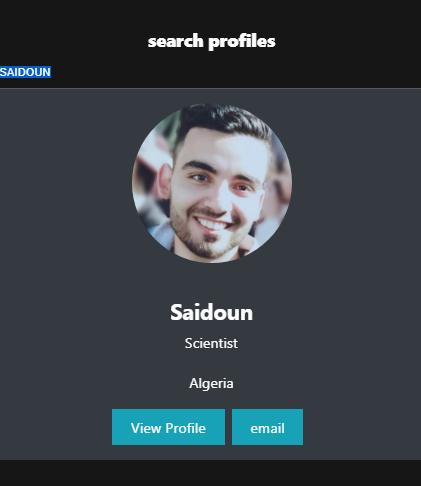 search profiles
SAIDOUN
Saidoun
Scientist
Algeria
View Profile email